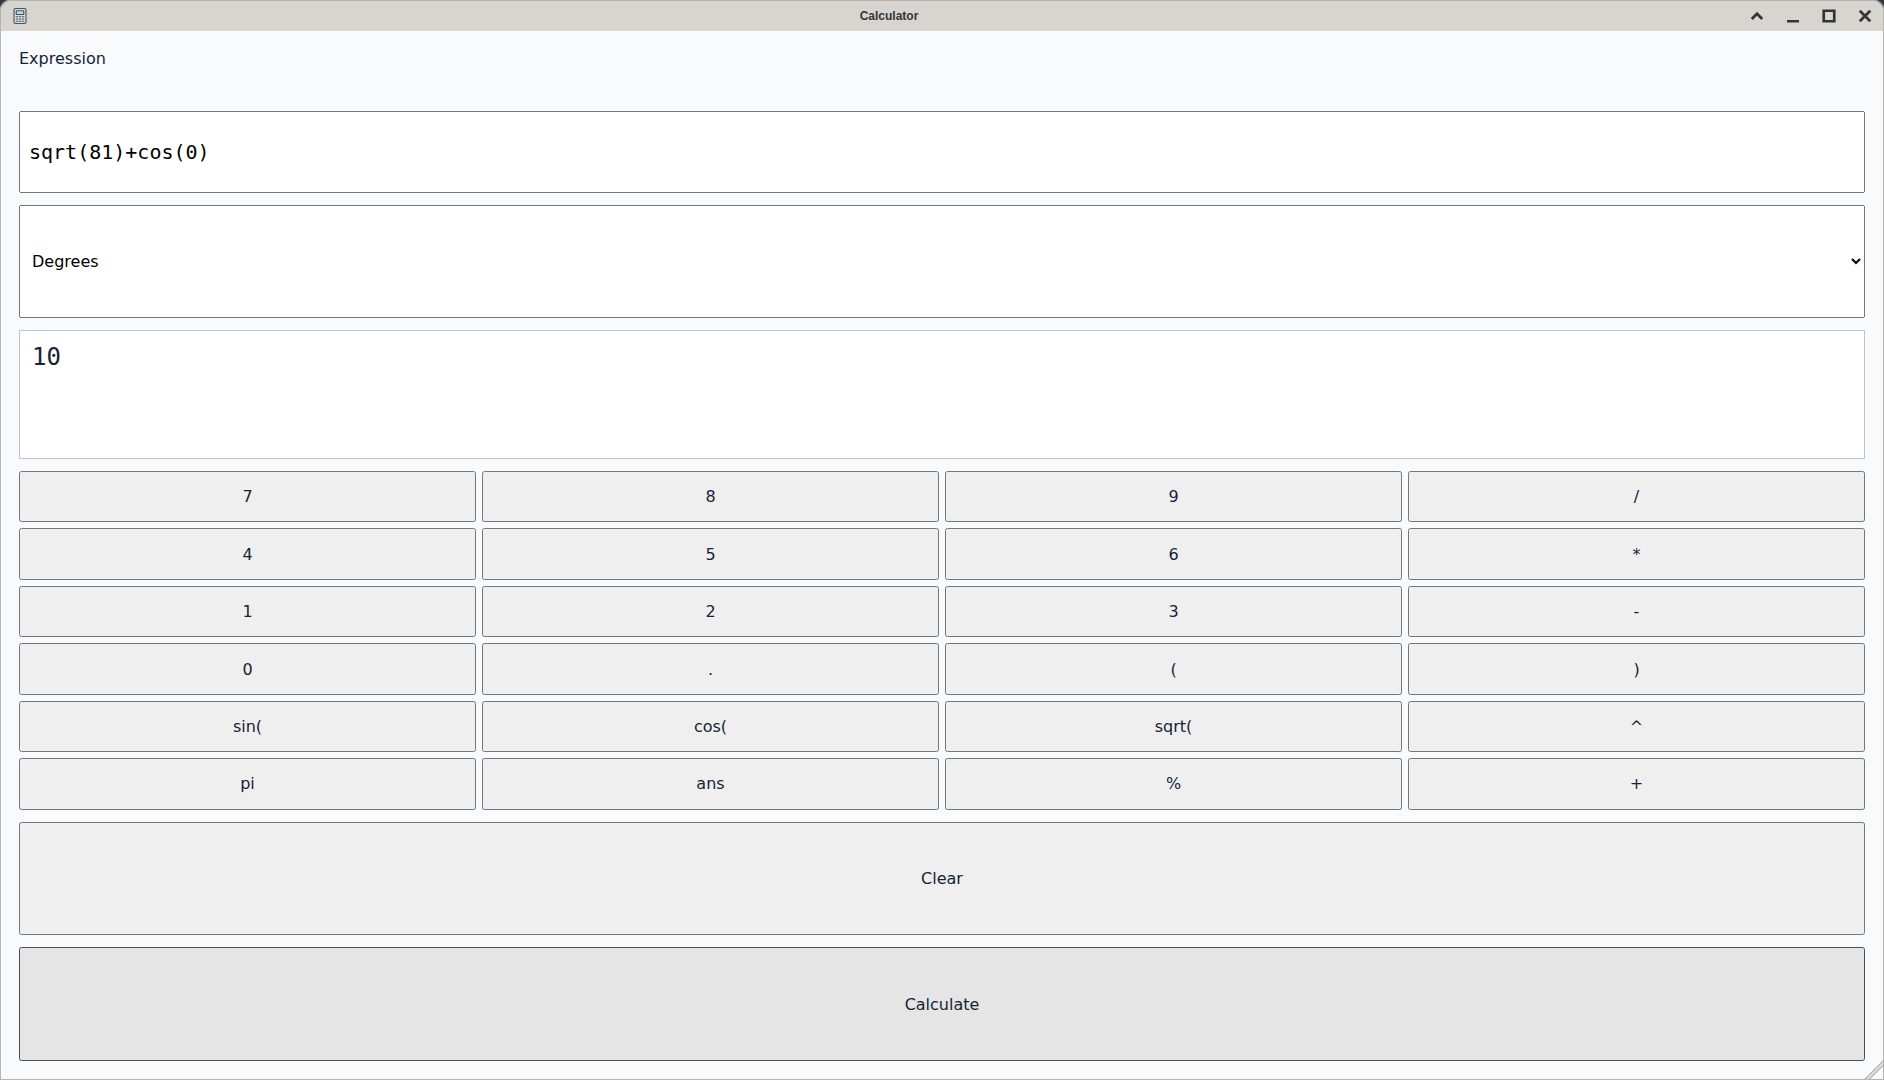 Calculator
Expression
sqrt(81)+cos(0)
Degrees
10
7 8 9 /
4 5 6 *
1 2 3 -
0 . ( )
sin( cos( sqrt( ^
pi ans % +
Clear
Calculate